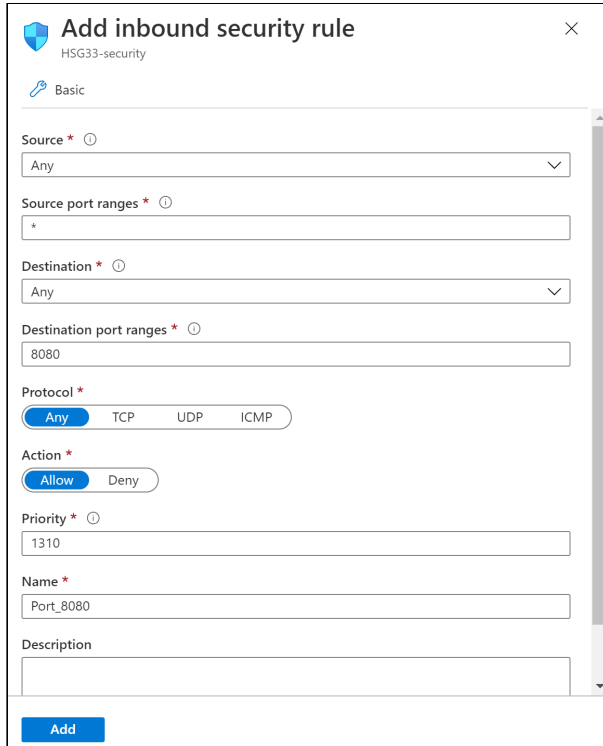 Add inbound security rule
HSG33-security
Basic
Source *
Any
Source port ranges *
*
Destination *
Any
Destination port ranges *
8080
Protocol *
Any TCP UDP ICMP
Action *
Allow Deny
Priority *
1310
Name *
Port_8080
Description
Add